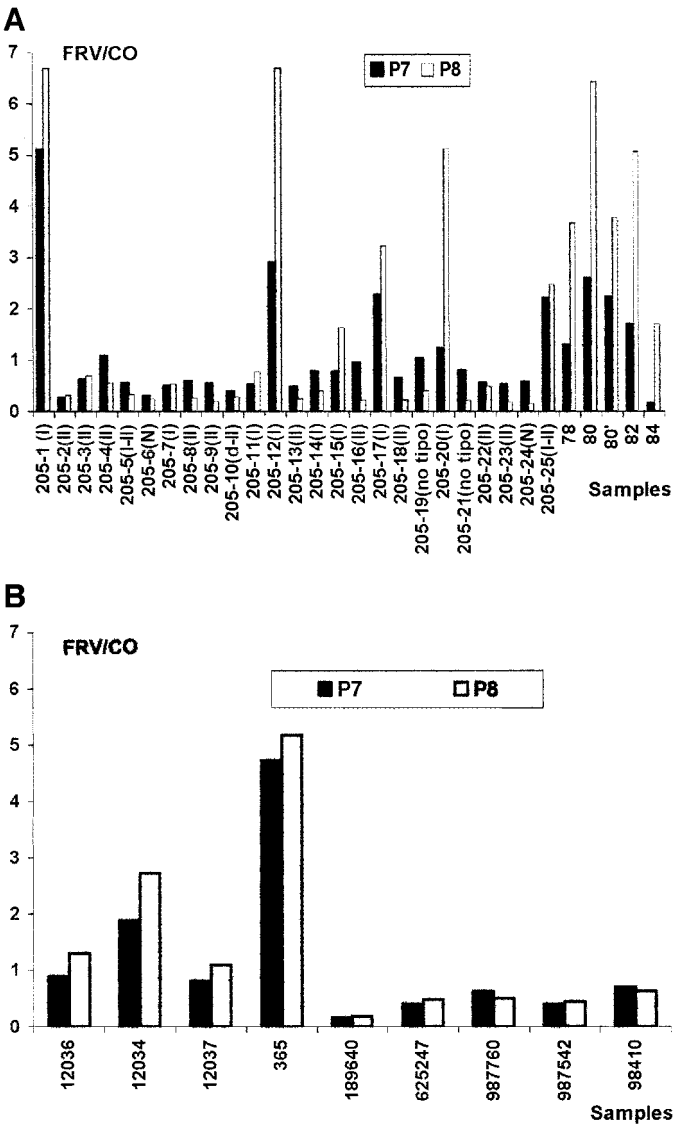 A
FRV/CO
P7 P8
7
6
5
4
3
2
1
0
205-1 (I)
205-2(II)
205-3(II)
205-4(II)
205-5(I-II)
205-6(N)
205-7(I)
205-8(II)
205-9(II)
205-10(d-II)
205-11(I)
205-12(I)
205-13(II)
205-14(I)
205-15(I)
205-16(II)
205-17(I)
205-18(II)
205-19(no tipo)
205-20(I)
205-21(no tipo)
205-22(II)
205-23(II)
205-24(N)
205-25(I-II)
78
80
80'
82
84
Samples
B
FRV/CO
P7 P8
7
6
5
4
3
2
1
0
12036
12034
12037
365
189640
625247
987760
987542
98410
Samples